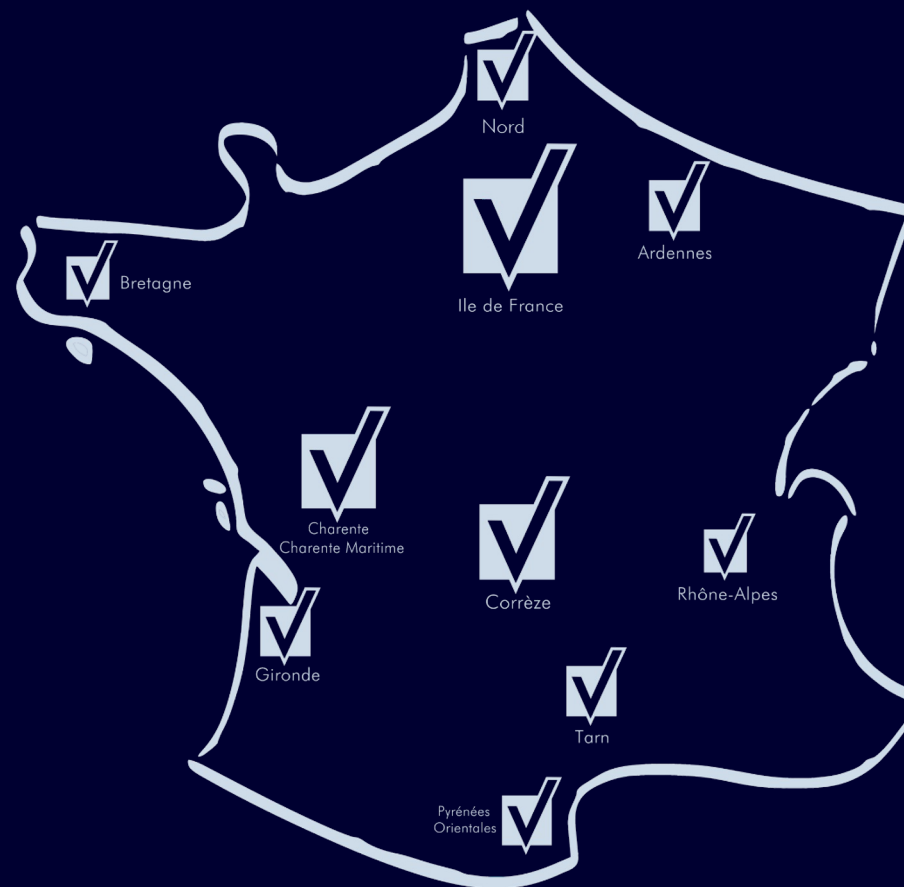 Nord
Ardennes
Bretagne
Ile de France
Charente
Charente Maritime
Corrèze
Rhône-Alpes
Gironde
Tarn
Pyrénées
Orientales